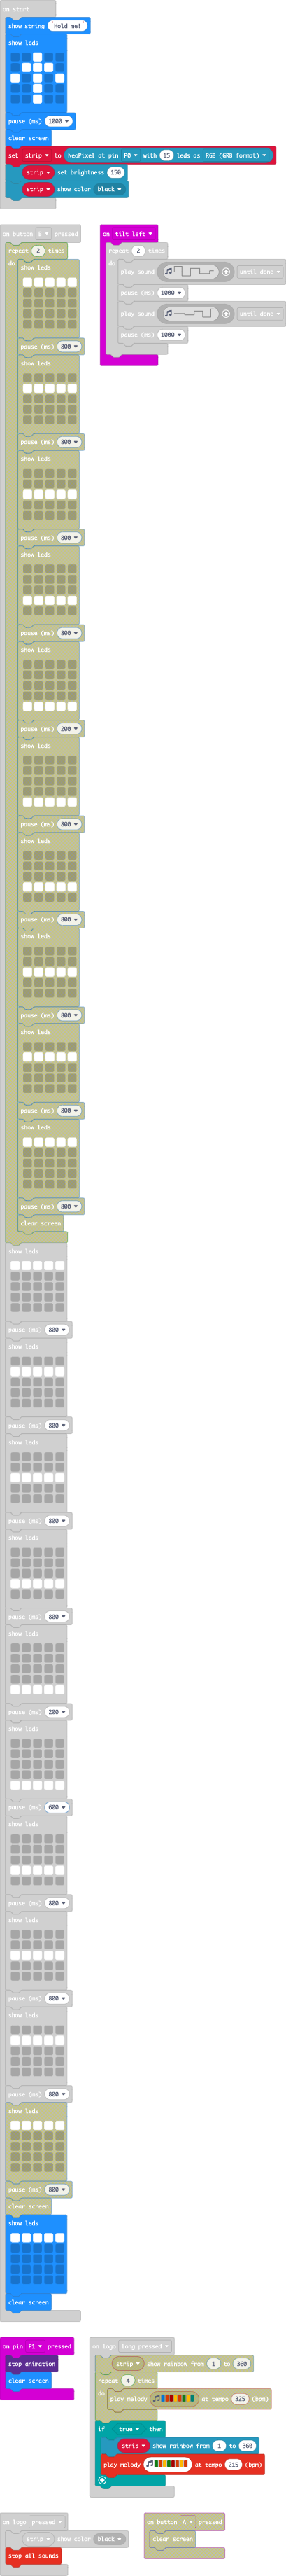 on start
show string "Hold me!"
show leds
pause (ms) 1000
clear screen
set strip to NeoPixel at pin P0 with 15 leds as RGB (GRB format)
strip set brightness 150
strip show color black
on button B pressed
repeat 2 times
do
show leds
pause (ms) 800
show leds
pause (ms) 800
show leds
pause (ms) 800
show leds
pause (ms) 800
show leds
pause (ms) 200
show leds
pause (ms) 800
show leds
pause (ms) 800
show leds
pause (ms) 800
show leds
pause (ms) 800
show leds
pause (ms) 800
clear screen
show leds
pause (ms) 800
show leds
pause (ms) 800
show leds
pause (ms) 800
show leds
pause (ms) 800
show leds
pause (ms) 200
show leds
pause (ms) 600
show leds
pause (ms) 800
show leds
pause (ms) 800
show leds
pause (ms) 800
show leds
pause (ms) 800
clear screen
show leds
clear screen
on tilt left
repeat 2 times
do
play sound until done
pause (ms) 1000
play sound until done
pause (ms) 1000
on pin P1 pressed
stop animation
clear screen
on logo long pressed
strip show rainbow from 1 to 360
repeat 4 times
do
play melody at tempo 325 (bpm)
if true then
strip show rainbow from 1 to 360
play melody at tempo 215 (bpm)
on logo pressed
strip show color black
stop all sounds
on button A pressed
clear screen